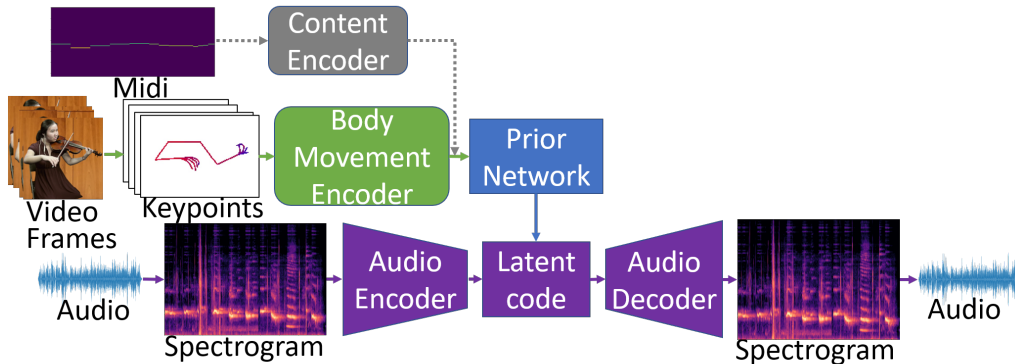 Content
Encoder
Midi
Body
Movement
Encoder
Prior
Network
Video
Frames
Keypoints
Audio
Spectrogram
Audio
Encoder
Latent
code
Audio
Decoder
Spectrogram
Audio